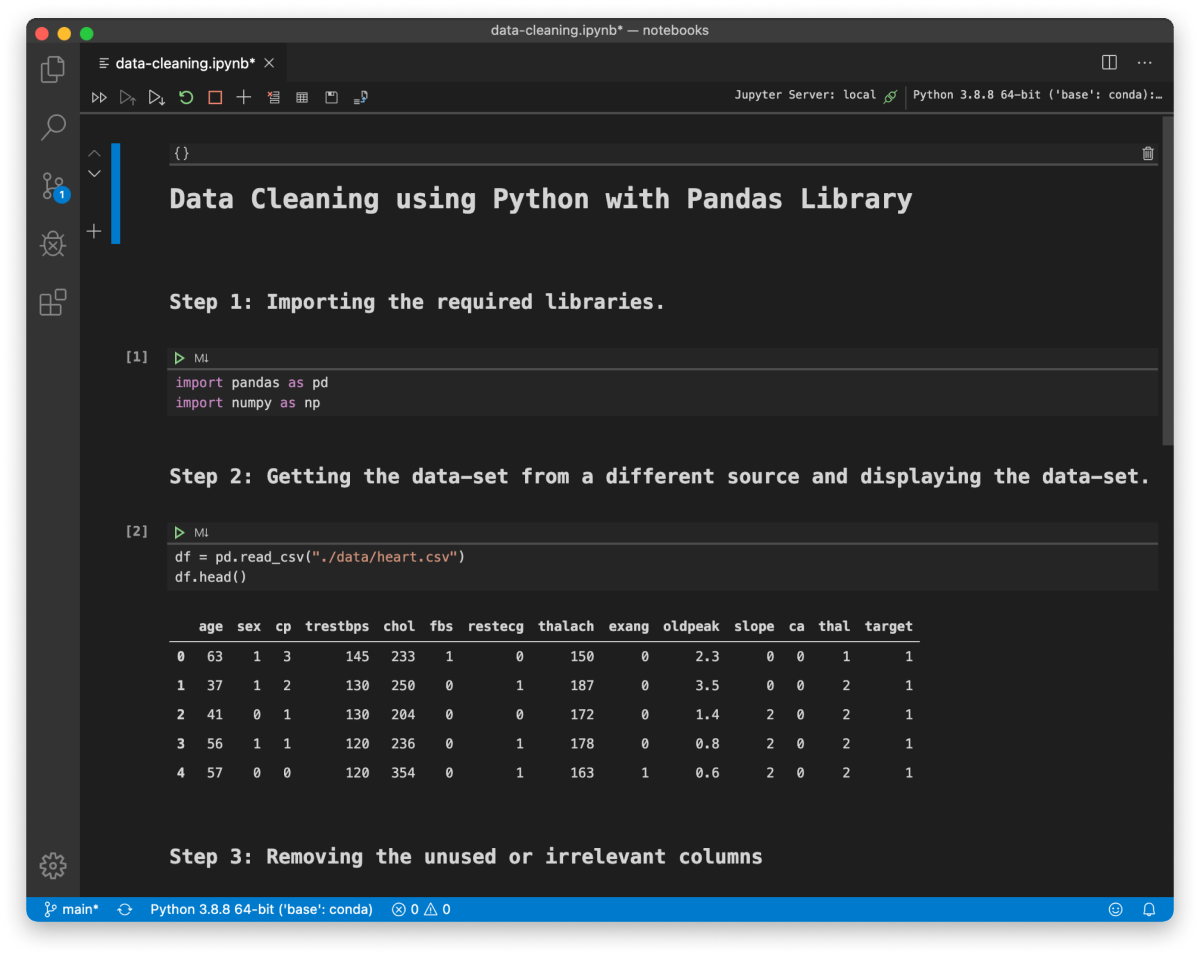 data-cleaning.ipynb* — notebooks
data-cleaning.ipynb*
Jupyter Server: local
Python 3.8.8 64-bit ('base': conda):…
1
{}
Data Cleaning using Python with Pandas Library
Step 1: Importing the required libraries.
[1]
M↓
import pandas as pd
import numpy as np
Step 2: Getting the data-set from a different source and displaying the data-set.
[2]
M↓
df = pd.read_csv("./data/heart.csv")
df.head()
age sex cp trestbps chol fbs restecg thalach exang oldpeak slope ca thal target
0 63 1 3 145 233 1 0 150 0 2.3 0 0 1 1
1 37 1 2 130 250 0 1 187 0 3.5 0 0 2 1
2 41 0 1 130 204 0 0 172 0 1.4 2 0 2 1
3 56 1 1 120 236 0 1 178 0 0.8 2 0 2 1
4 57 0 0 120 354 0 1 163 1 0.6 2 0 2 1
Step 3: Removing the unused or irrelevant columns
main* Python 3.8.8 64-bit ('base': conda) 0 0